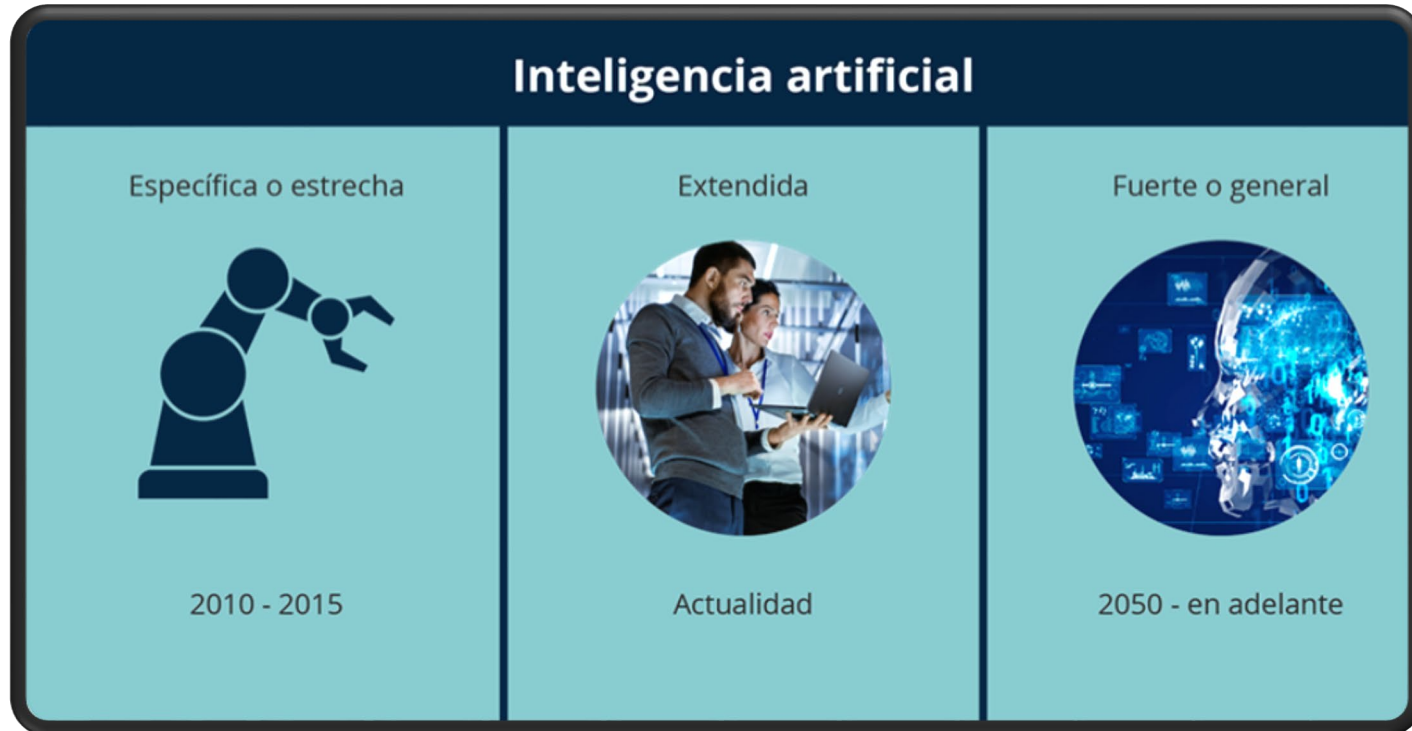 Inteligencia artificial
Específica o estrecha
2010 - 2015
Extendida
Actualidad
Fuerte o general
2050 - en adelante